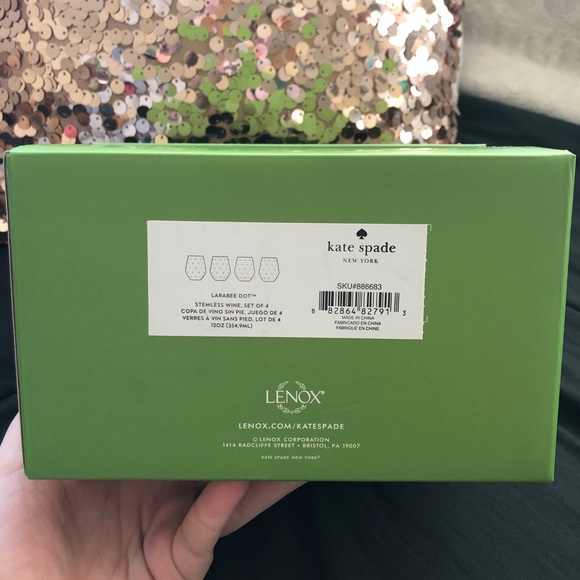 LARABEE DOT™
STEMLESS WINE, SET OF 4
COPA DE VINO SIN PIE, JUEGO DE 4
VERRES À VIN SANS PIED, LOT DE 4
12OZ (354,9ML)
kate spade
NEW YORK
SKU#886683
8 82864 82791 3
MADE IN CHINA
FABRICADO EN CHINA
FABRIQUÉ EN CHINE
LENOX®
LENOX.COM/KATESPADE
© LENOX CORPORATION
1414 RADCLIFFE STREET • BRISTOL, PA 19007
KATE SPADE NEW YORK®